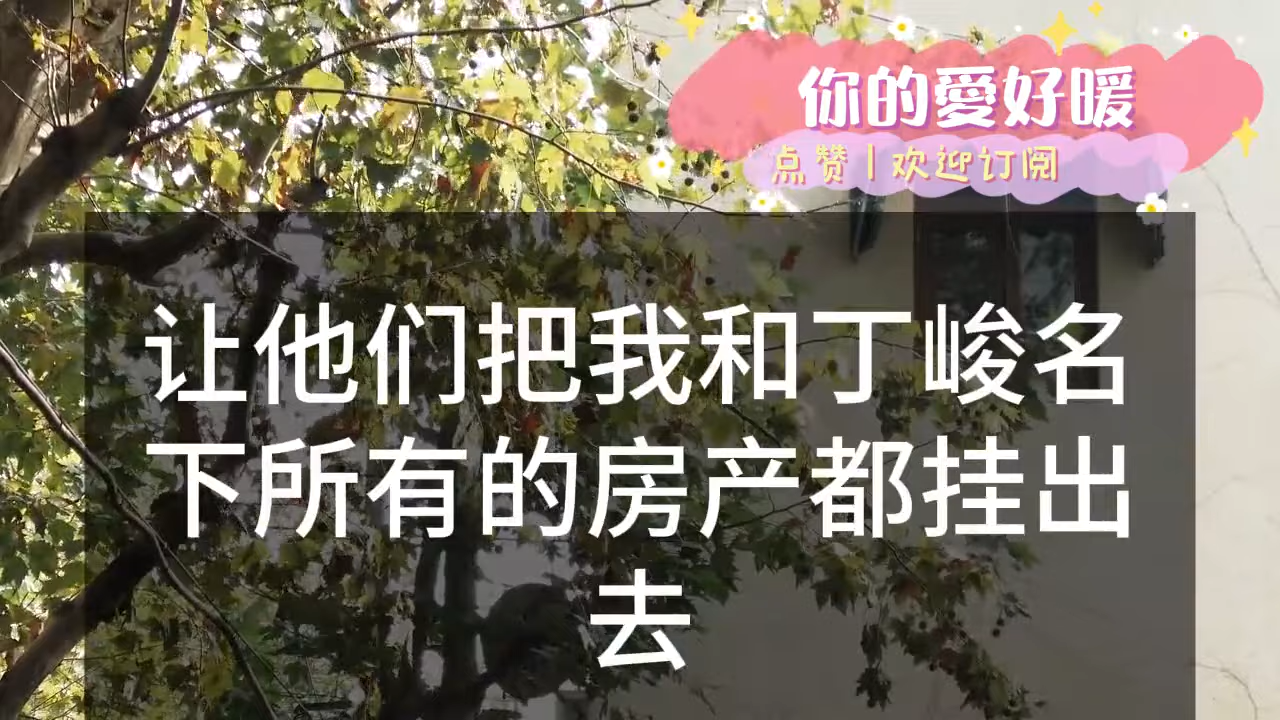 你的愛好暖
点赞丨欢迎订阅
让他们把我和丁峻名
下所有的房产都挂出
去